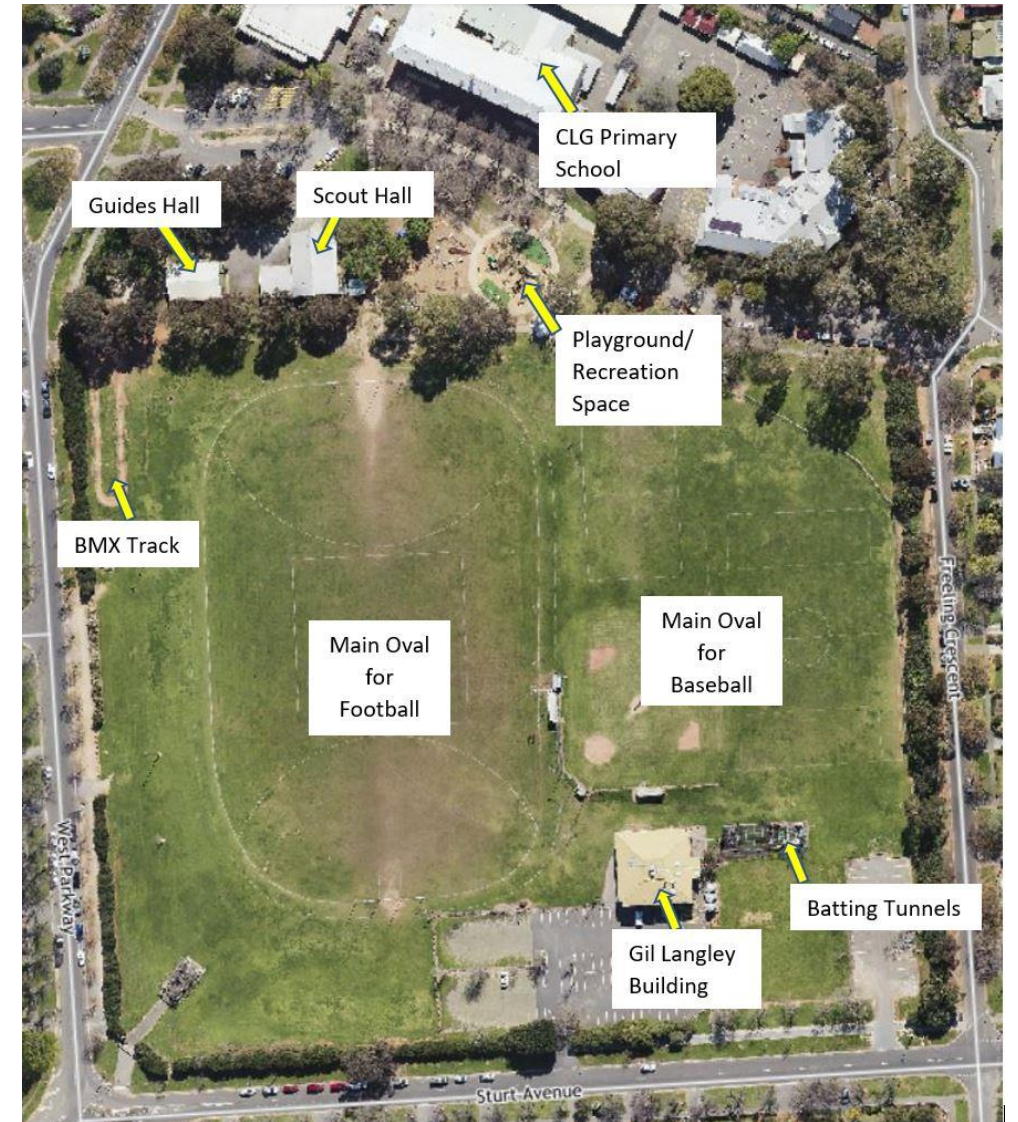 CLG Primary
School
Scout Hall
Guides Hall
Playground/
Recreation
Space
BMX Track
Freeling Crescent
Main Oval
for
Football
Main Oval
for
Baseball
West Parkway
Batting Tunnels
Gil Langley
Building
Sturt Avenue